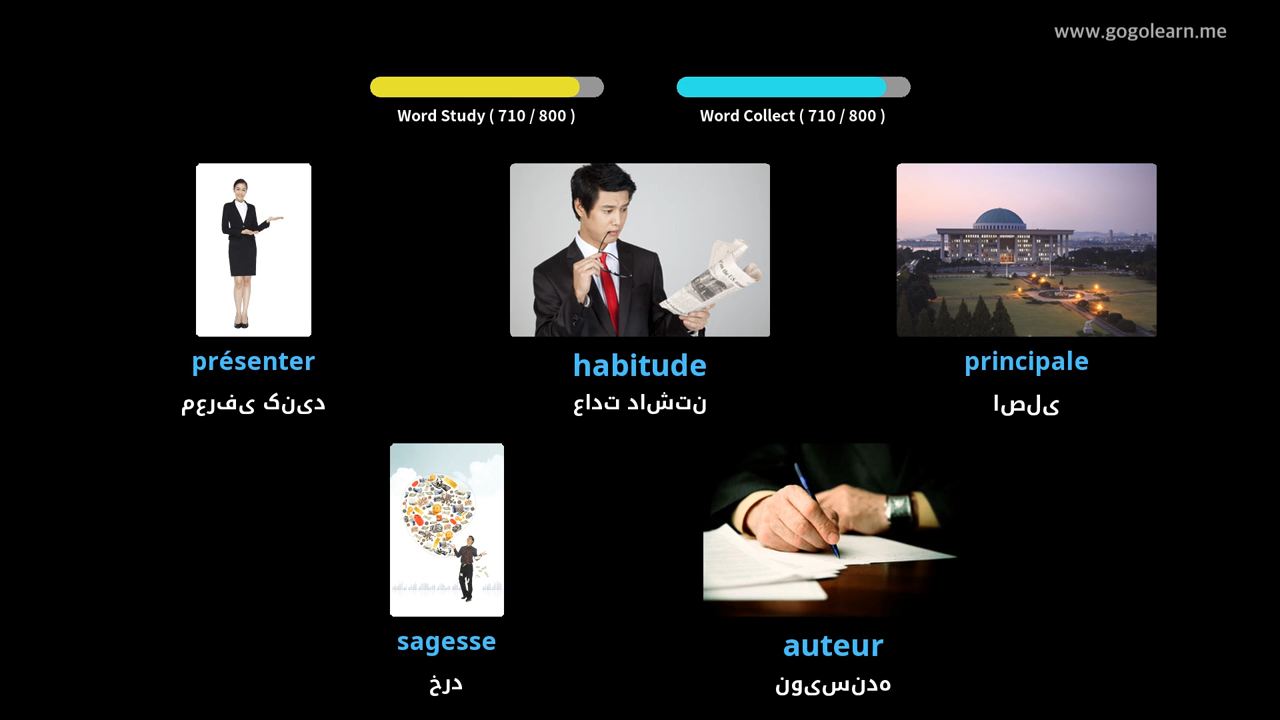 www.gogolearn.me
Word Study ( 710 / 800 )
Word Collect ( 710 / 800 )
présenter
معرفی کنید
habitude
عادت داشتن
principale
اصلی
sagesse
خرد
auteur
نویسنده